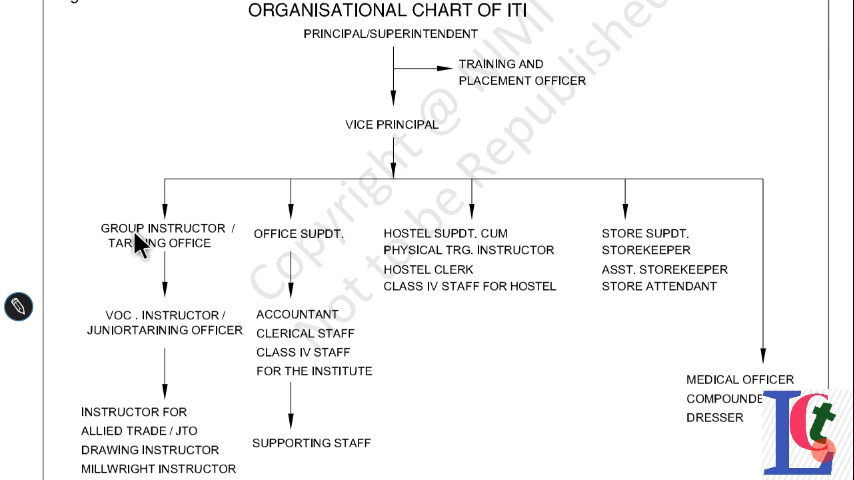 ORGANISATIONAL CHART OF ITI
PRINCIPAL/SUPERINTENDENT
TRAINING AND
PLACEMENT OFFICER
VICE PRINCIPAL
GROUP INSTRUCTOR /
OFFICE
OFFICE SUPDT.
HOSTEL SUPDT. CUM
PHYSICAL TRG. INSTRUCTOR
HOSTEL CLERK
CLASS IV STAFF FOR HOSTEL
STORE SUPDT.
STOREKEEPER
ASST. STOREKEEPER
STORE ATTENDANT
VOC . INSTRUCTOR /
JUNIORTARINING OFFICER
ACCOUNTANT
CLERICAL STAFF
CLASS IV STAFF
FOR THE INSTITUTE
MEDICAL OFFICER
DRESSER
INSTRUCTOR FOR
ALLIED TRADE / JTO
DRAWING INSTRUCTOR
MILLWRIGHT INSTRUCTOR
SUPPORTING STAFF
Copyright @ NIMI
Not to be Republished
LCt